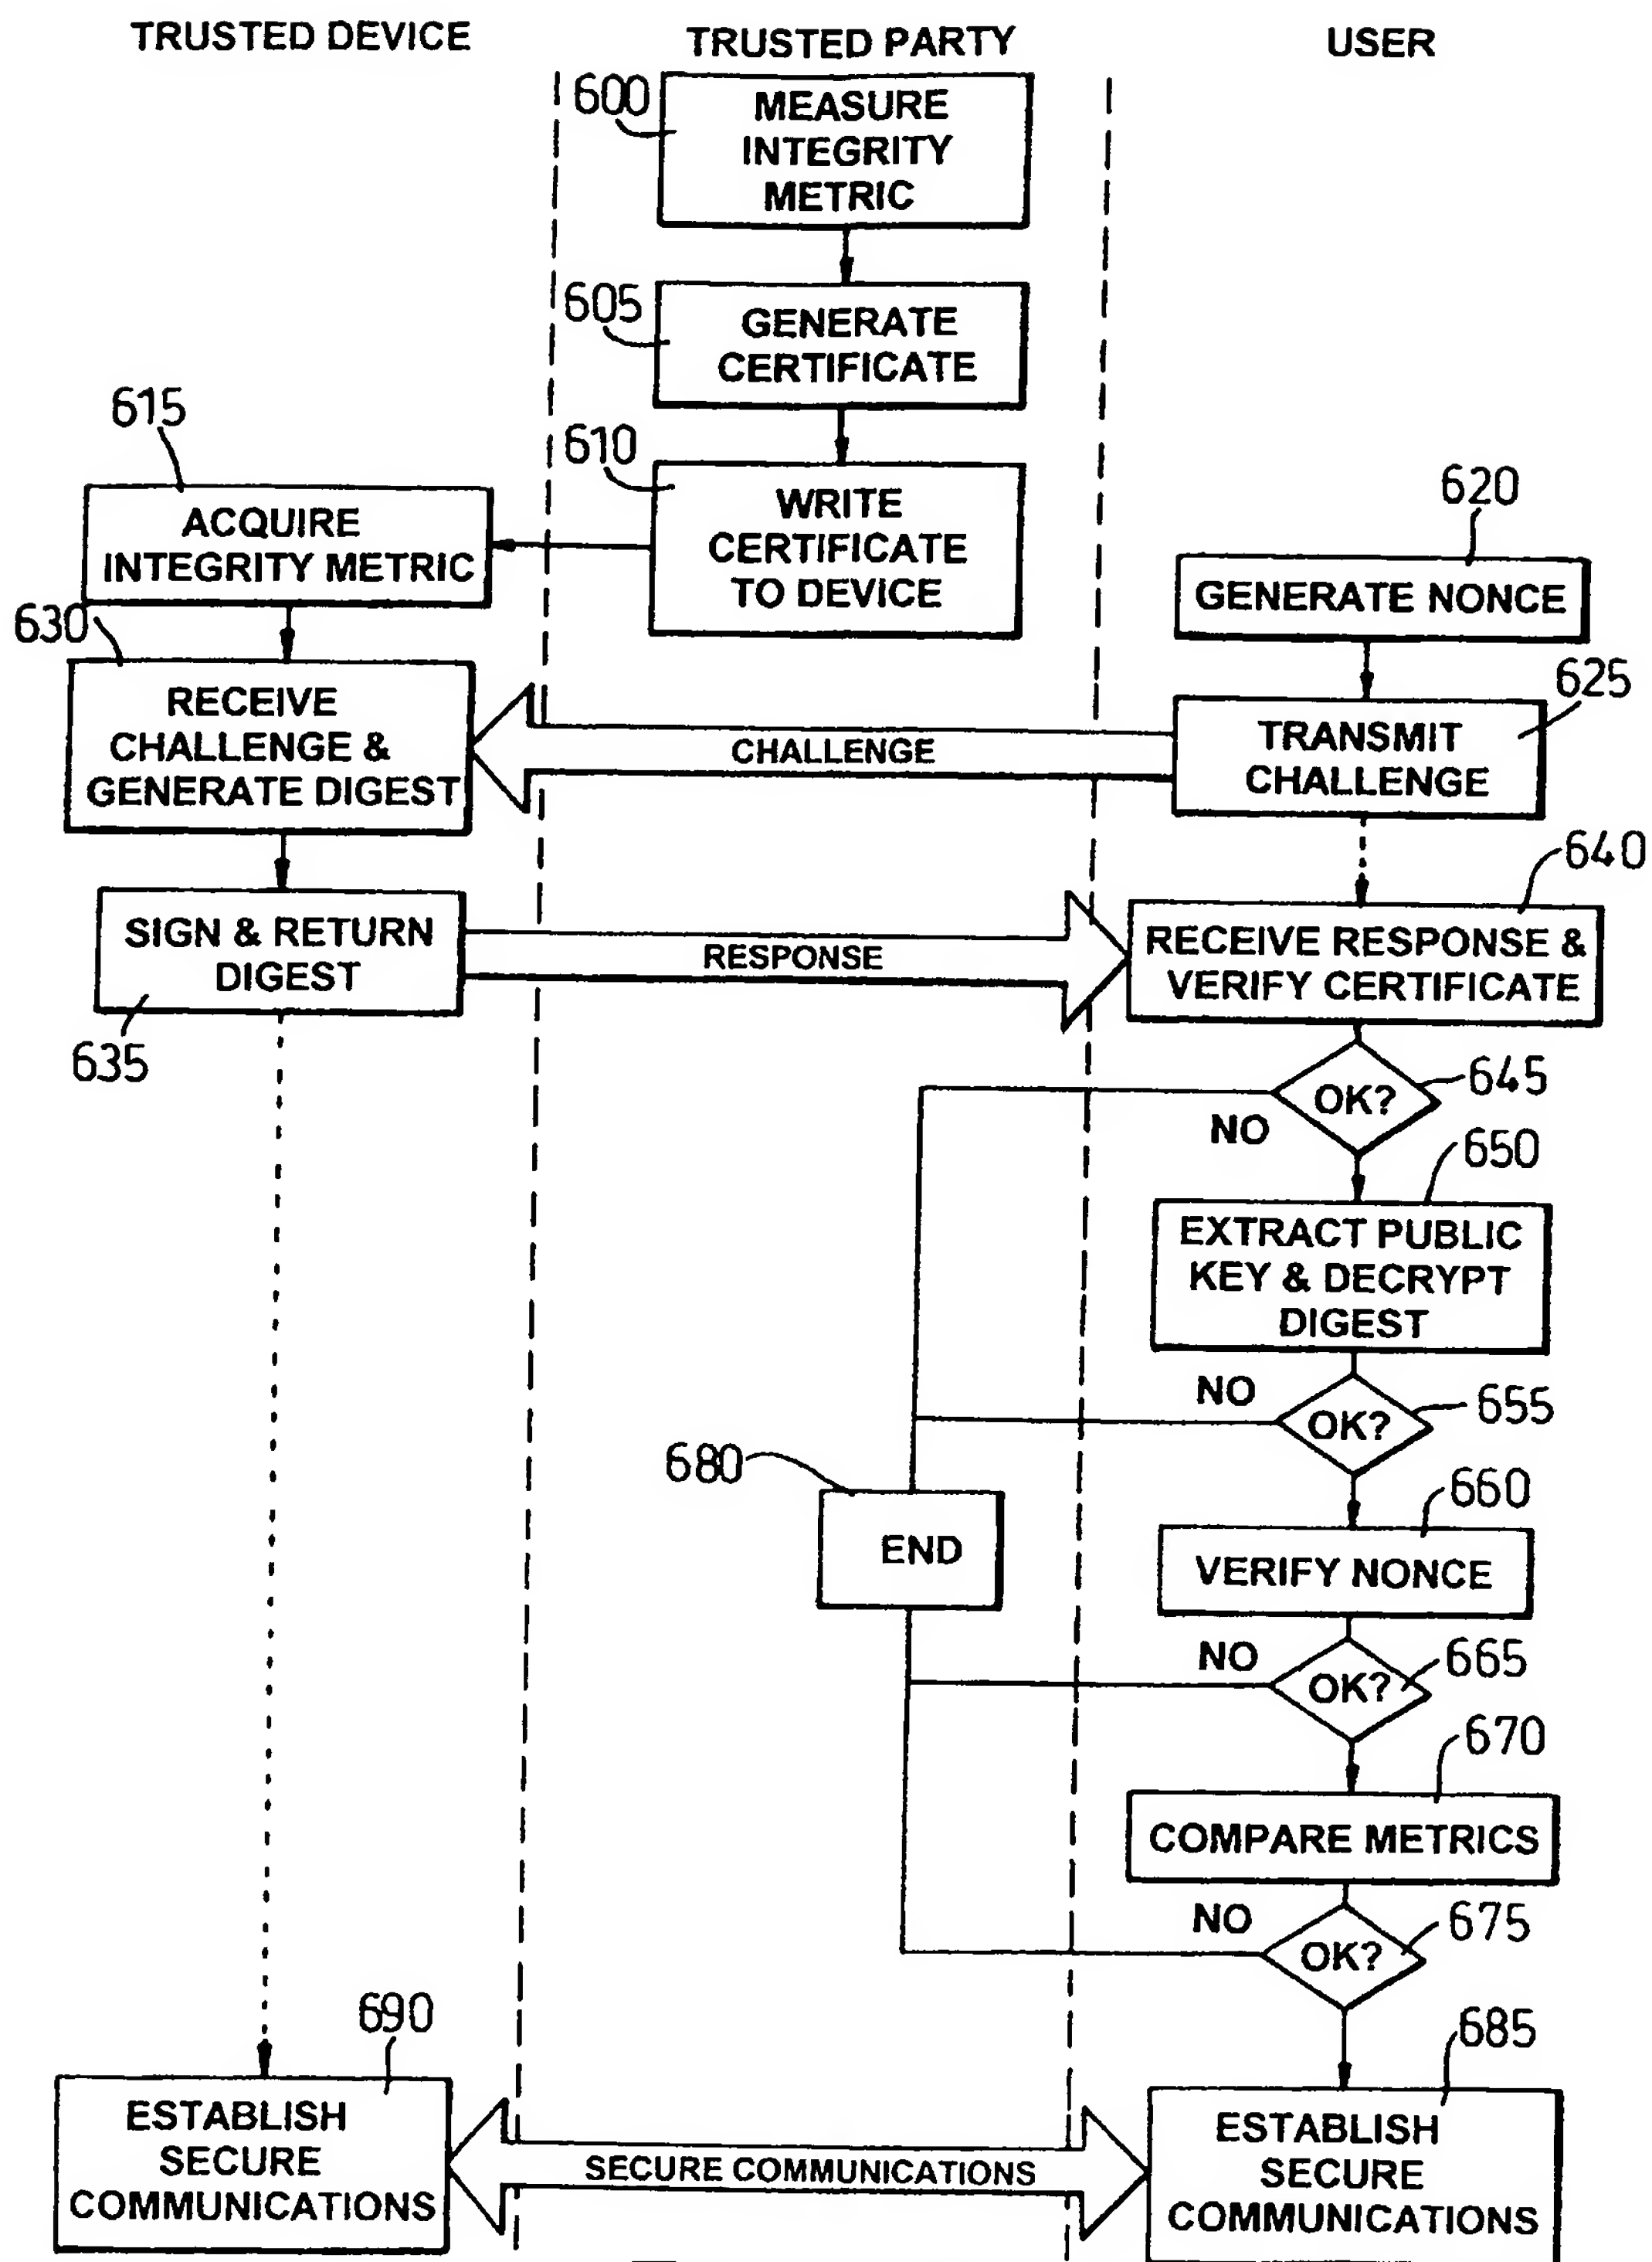 TRUSTED DEVICE
TRUSTED PARTY
USER
600
MEASURE
INTEGRITY
METRIC
605
GENERATE
CERTIFICATE
610
WRITE
CERTIFICATE
TO DEVICE
615
ACQUIRE
INTEGRITY METRIC
620
GENERATE NONCE
625
TRANSMIT
CHALLENGE
CHALLENGE
630
RECEIVE
CHALLENGE &
GENERATE DIGEST
SIGN & RETURN
DIGEST
635
RESPONSE
640
RECEIVE RESPONSE &
VERIFY CERTIFICATE
OK?
645
NO
650
EXTRACT PUBLIC
KEY & DECRYPT
DIGEST
NO
OK?
655
680
END
660
VERIFY NONCE
NO
OK?
665
670
COMPARE METRICS
NO
OK?
675
690
ESTABLISH
SECURE
COMMUNICATIONS
SECURE COMMUNICATIONS
685
ESTABLISH
SECURE
COMMUNICATIONS